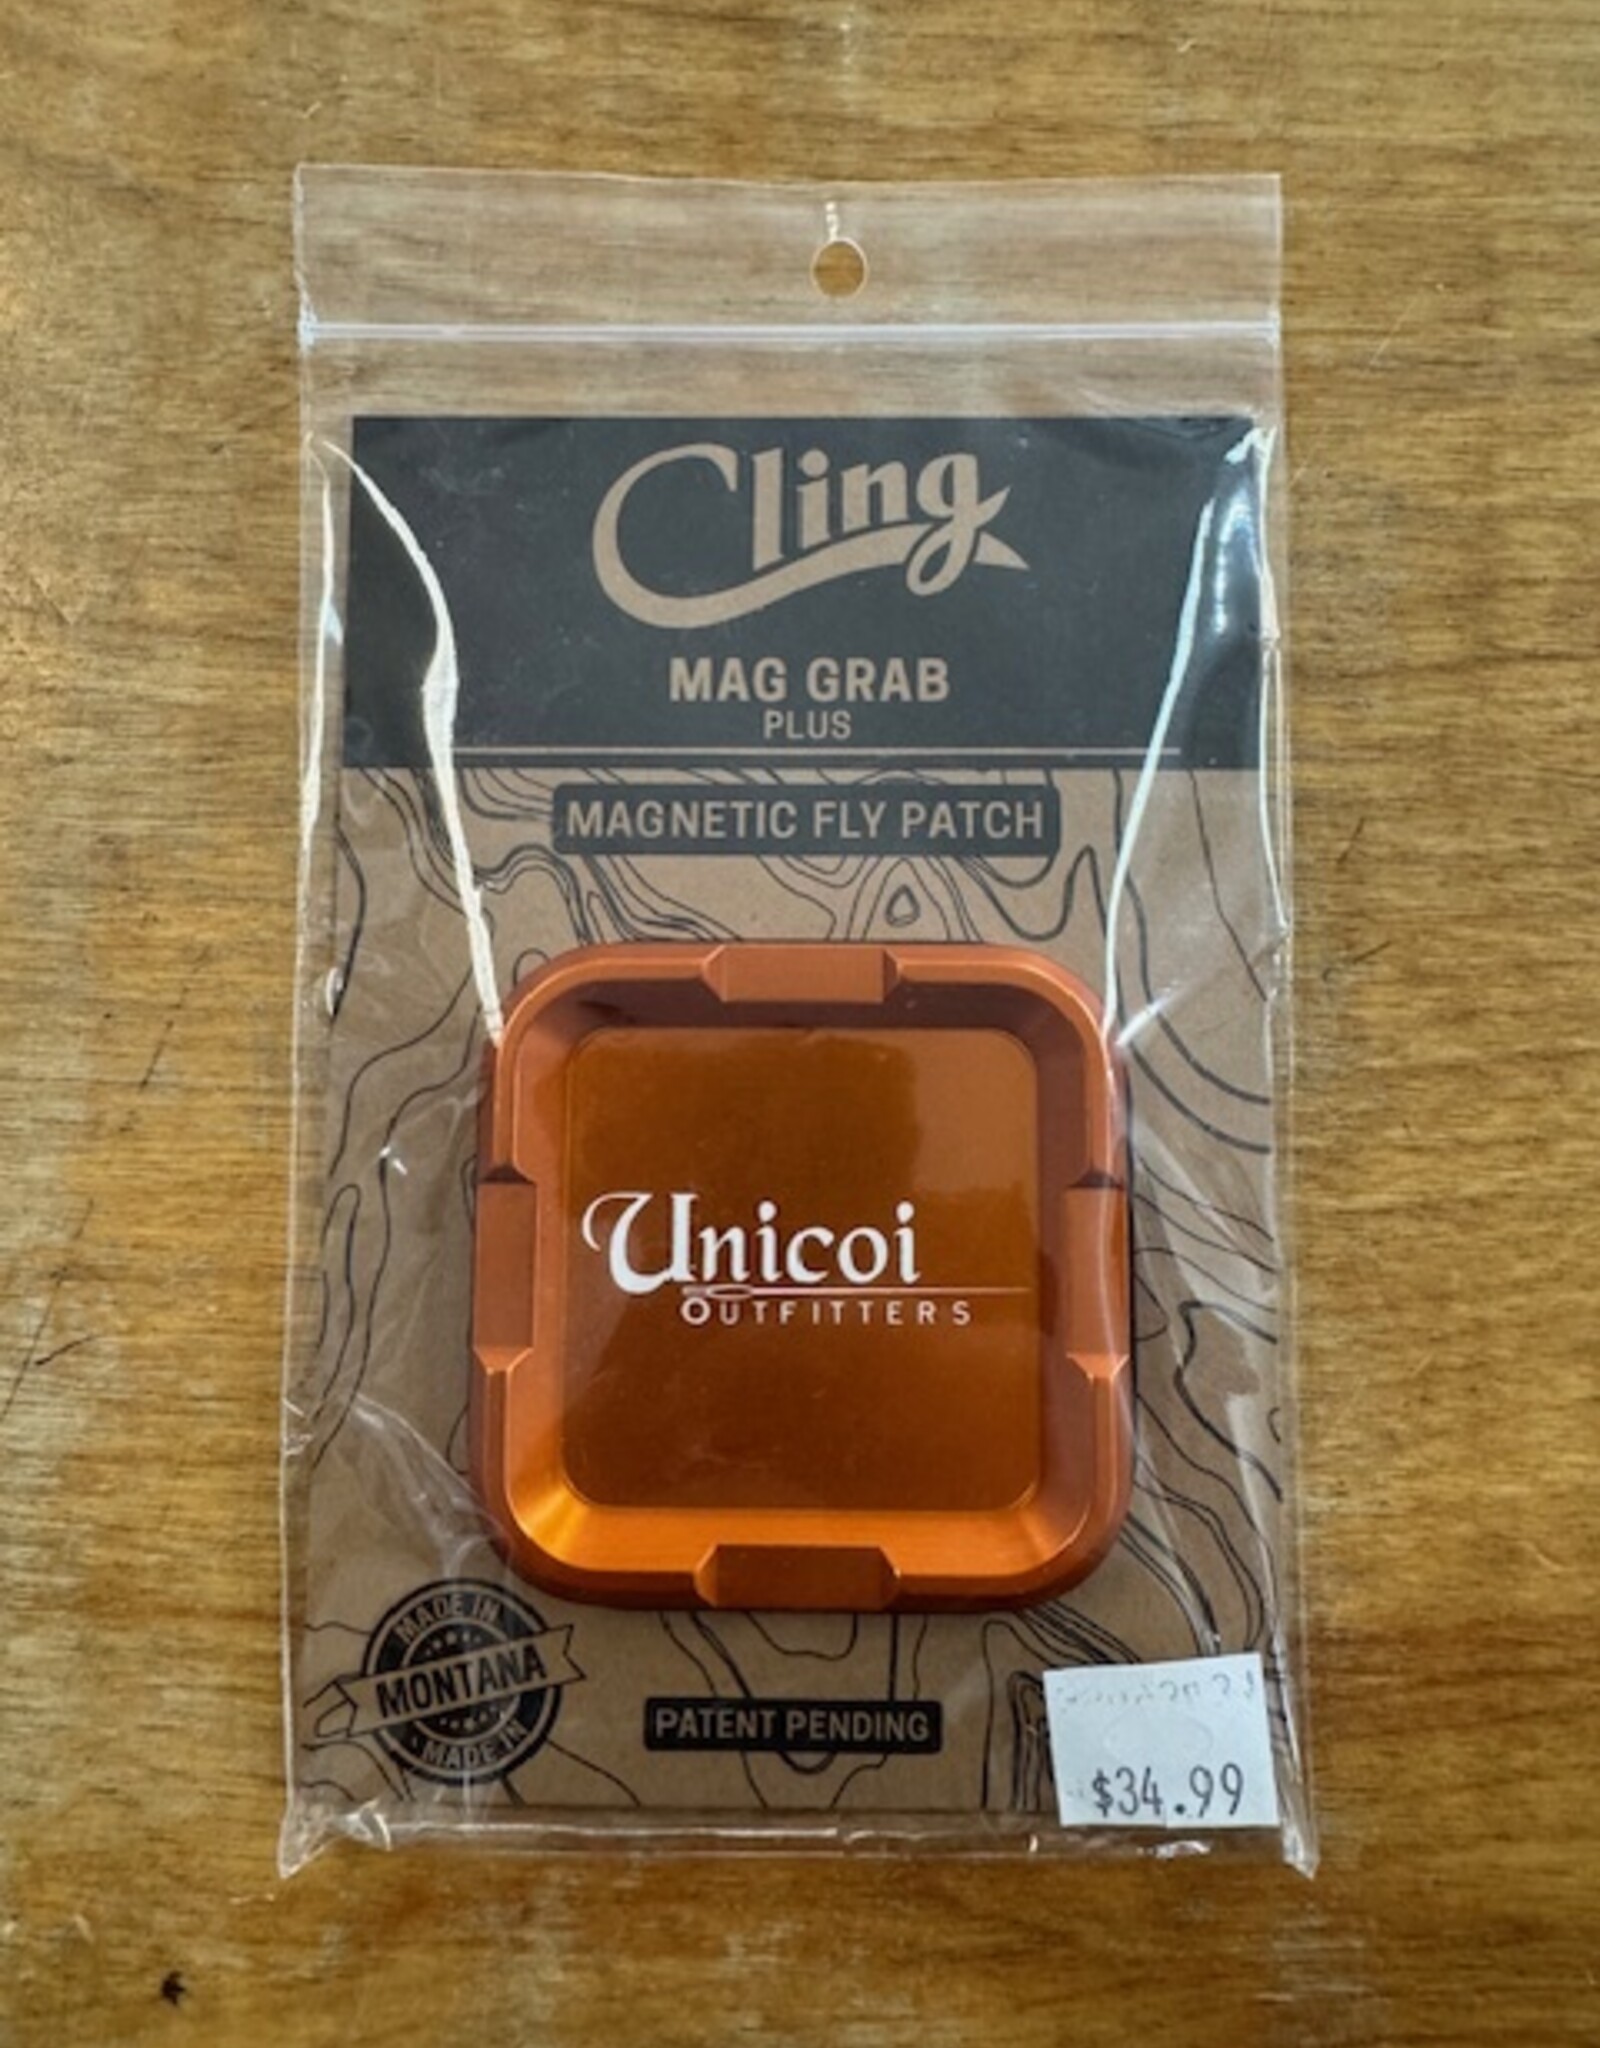 Cling
MAG GRAB
PLUS
MAGNETIC FLY PATCH
Unicoi
OUTFITTERS
MADE IN
MONTANA
MADE IN
PATENT PENDING
$34.99